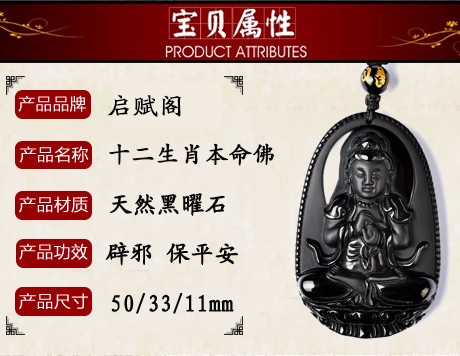 宝贝属性
PRODUCT ATTRIBUTES
产品品牌 启赋阁
产品名称 十二生肖本命佛
产品材质 天然黑曜石
产品功效 辟邪 保平安
产品尺寸 50/33/11mm